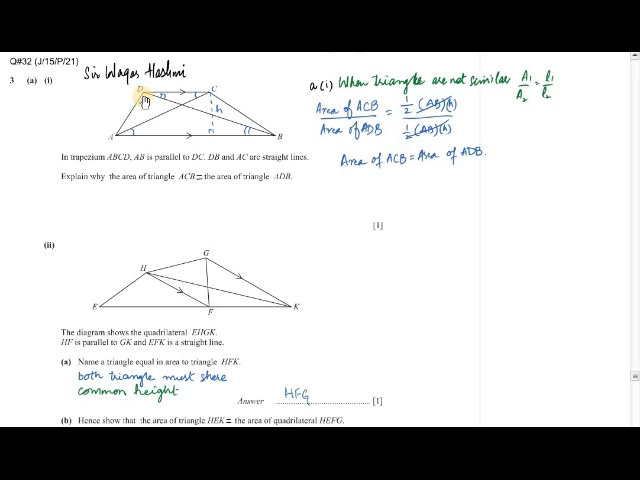 Q#32 (J/15/P/21)
Sir Waqas Hashmi
3 (a) (i)
D C
h
A B
In trapezium ABCD, AB is parallel to DC. DB and AC are straight lines.
Explain why the area of triangle ACB = the area of triangle ADB.
[1]
a(i) When triangle are not similar A1/A2 = l1/l2
Area of ACB / Area of ADB = 1/2 (AB)(h) / 1/2 (AB)(h)
Area of ACB = Area of ADB.
(ii)
G
H
E F K
The diagram shows the quadrilateral EHGK.
HF is parallel to GK and EFK is a straight line.
(a) Name a triangle equal in area to triangle HFK.
both triangle must share
common height
Answer HFG [1]
(b) Hence show that the area of triangle HEK = the area of quadrilateral HEFG.